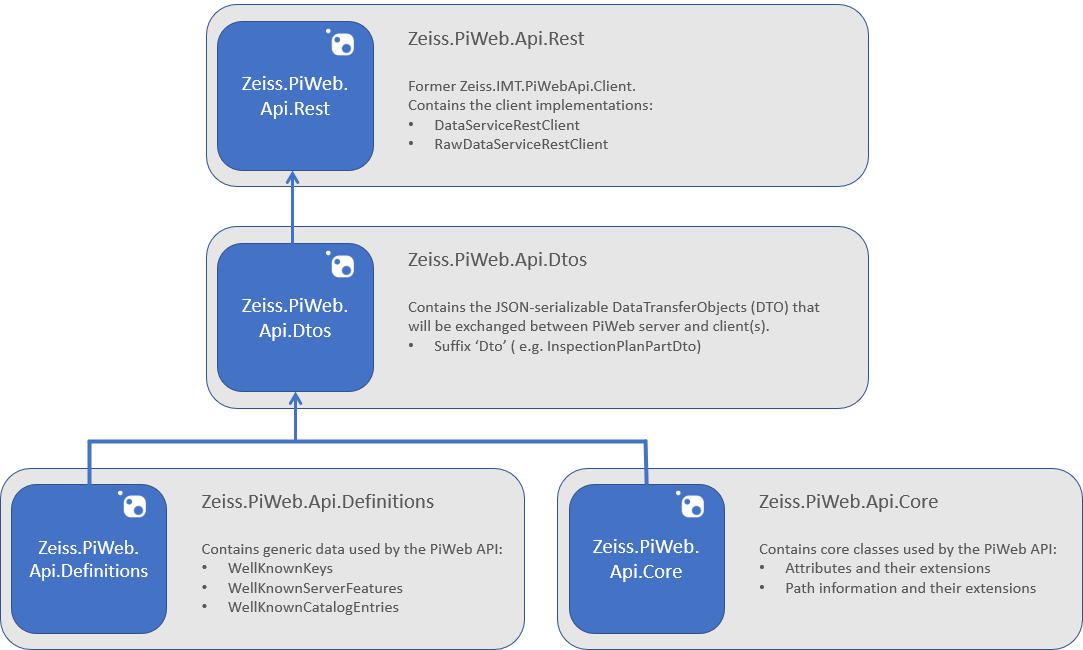 Zeiss.PiWeb.
Api.Rest
Zeiss.PiWeb.Api.Rest
Former Zeiss.IMT.PiWebApi.Client.
Contains the client implementations:
• DataServiceRestClient
• RawDataServiceRestClient
Zeiss.PiWeb.
Api.Dtos
Zeiss.PiWeb.Api.Dtos
Contains the JSON-serializable DataTransferObjects (DTO) that
will be exchanged between PiWeb server and client(s).
• Suffix ‘Dto’ ( e.g. InspectionPlanPartDto)
Zeiss.PiWeb.
Api.Definitions
Zeiss.PiWeb.Api.Definitions
Contains generic data used by the PiWeb API:
• WellKnownKeys
• WellKnownServerFeatures
• WellKnownCatalogEntries
Zeiss.PiWeb.
Api.Core
Zeiss.PiWeb.Api.Core
Contains core classes used by the PiWeb API:
• Attributes and their extensions
• Path information and their extensions